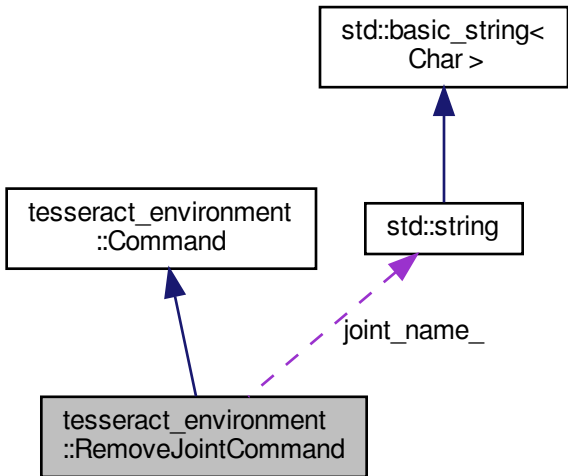 std::basic_string<
Char >
tesseract_environment
::Command
std::string
joint_name_
tesseract_environment
::RemoveJointCommand